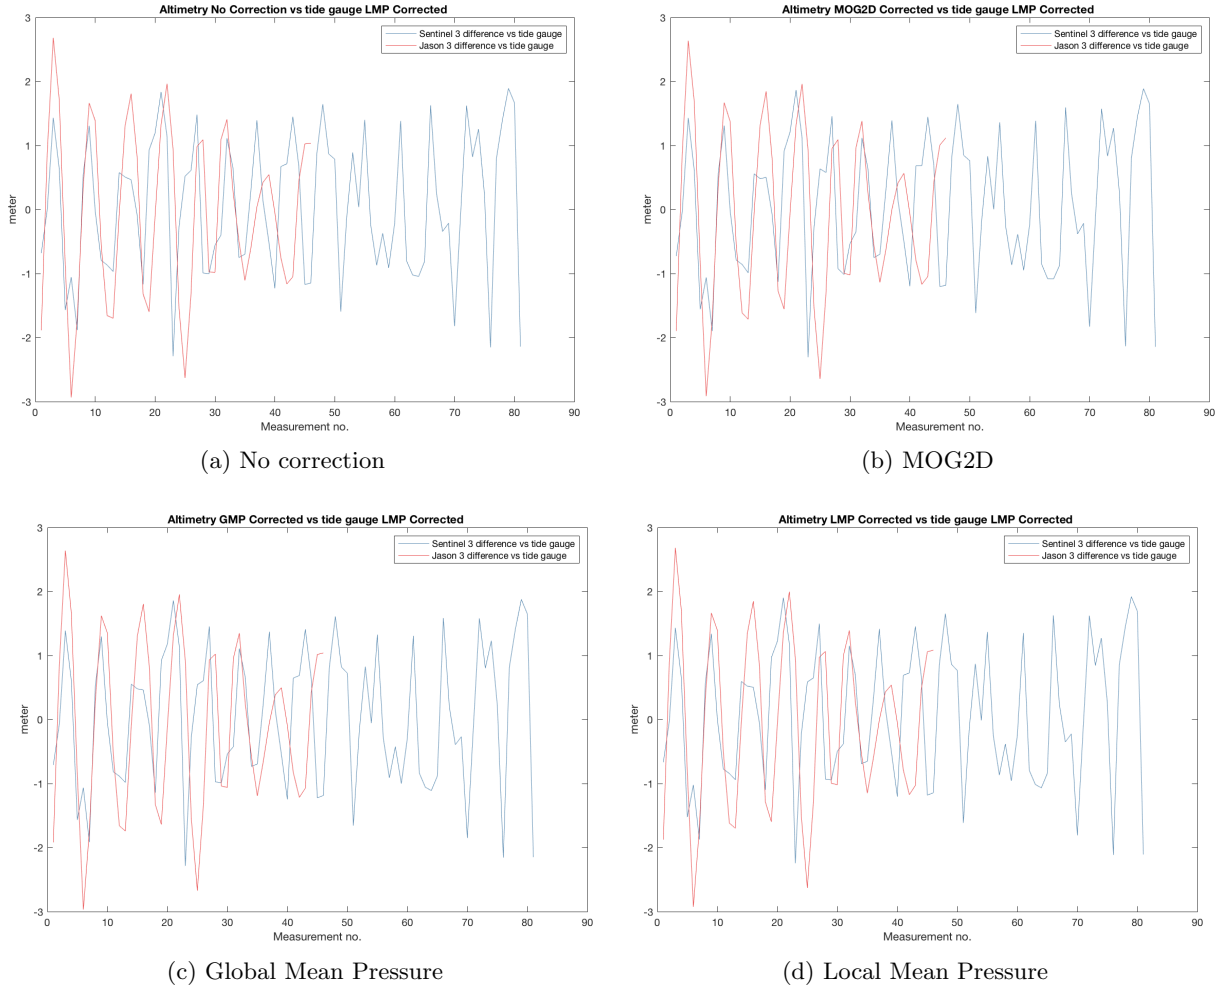 Altimetry No Correction vs tide gauge LMP Corrected
Sentinel 3 difference vs tide gauge
Jason 3 difference vs tide gauge
meter
3
2
1
0
-1
-2
-3
0 10 20 30 40 50 60 70 80 90
Measurement no.
(a) No correction
Altimetry MOG2D Corrected vs tide gauge LMP Corrected
Sentinel 3 difference vs tide gauge
Jason 3 difference vs tide gauge
meter
3
2
1
0
-1
-2
-3
0 10 20 30 40 50 60 70 80 90
Measurement no.
(b) MOG2D
Altimetry GMP Corrected vs tide gauge LMP Corrected
Sentinel 3 difference vs tide gauge
Jason 3 difference vs tide gauge
meter
3
2
1
0
-1
-2
-3
0 10 20 30 40 50 60 70 80 90
Measurement no.
(c) Global Mean Pressure
Altimetry LMP Corrected vs tide gauge LMP Corrected
Sentinel 3 difference vs tide gauge
Jason 3 difference vs tide gauge
meter
3
2
1
0
-1
-2
-3
0 10 20 30 40 50 60 70 80 90
Measurement no.
(d) Local Mean Pressure